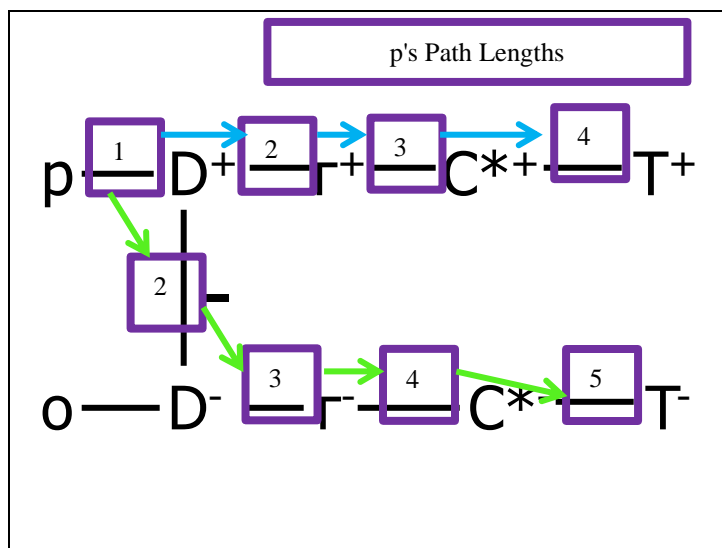 p's Path Lengths
1 2 3 4
p D⁺ r⁺ C*⁺ T⁺
2
3 4 5
o D⁻ r⁻ C*⁻ T⁻